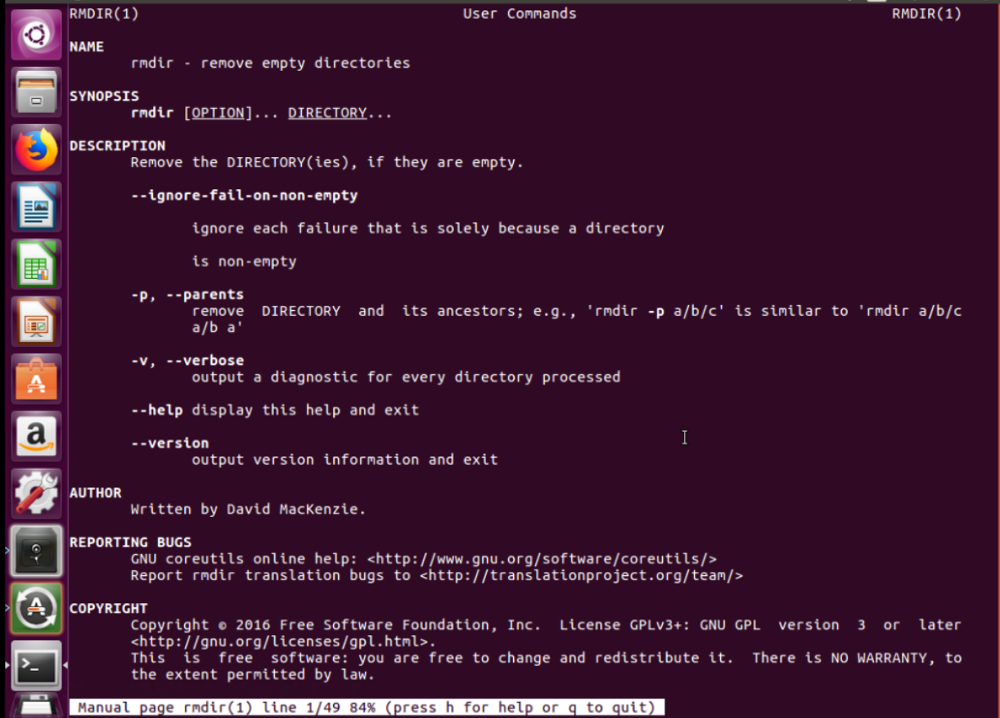 RMDIR(1) User Commands RMDIR(1)
NAME
rmdir - remove empty directories
SYNOPSIS
rmdir [OPTION]... DIRECTORY...
DESCRIPTION
Remove the DIRECTORY(ies), if they are empty.
--ignore-fail-on-non-empty
ignore each failure that is solely because a directory
is non-empty
-p, --parents
remove DIRECTORY and its ancestors; e.g., 'rmdir -p a/b/c' is similar to 'rmdir a/b/c
a/b a'
-v, --verbose
output a diagnostic for every directory processed
--help display this help and exit
--version
output version information and exit
AUTHOR
Written by David MacKenzie.
REPORTING BUGS
GNU coreutils online help: <http://www.gnu.org/software/coreutils/>
Report rmdir translation bugs to <http://translationproject.org/team/>
COPYRIGHT
Copyright © 2016 Free Software Foundation, Inc. License GPLv3+: GNU GPL version 3 or later
<http://gnu.org/licenses/gpl.html>.
This is free software: you are free to change and redistribute it. There is NO WARRANTY, to
the extent permitted by law.
Manual page rmdir(1) line 1/49 84% (press h for help or q to quit)